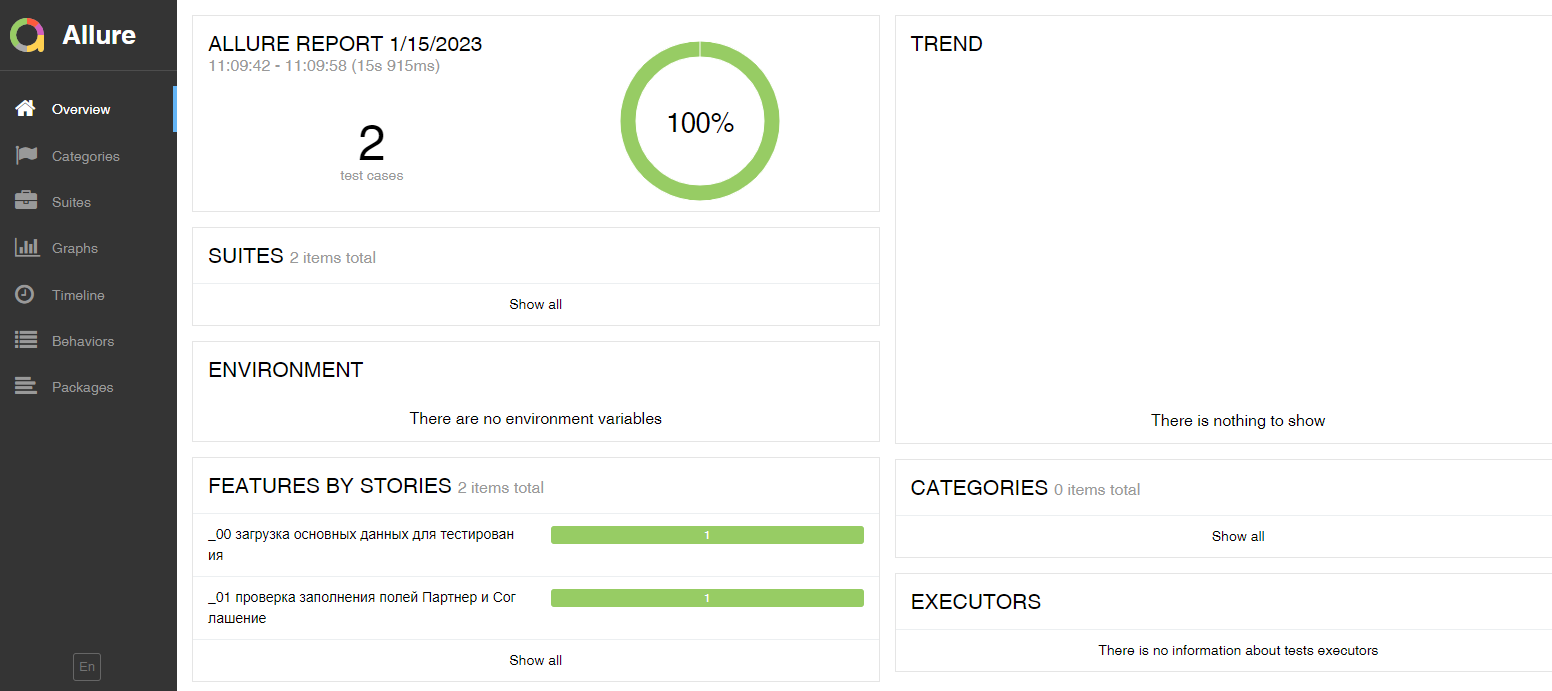 Allure
Overview
Categories
Suites
Graphs
Timeline
Behaviors
Packages
En
ALLURE REPORT 1/15/2023
11:09:42 - 11:09:58 (15s 915ms)
2
test cases
100%
SUITES 2 items total
Show all
ENVIRONMENT
There are no environment variables
FEATURES BY STORIES 2 items total
_00 загрузка основных данных для тестирован
ия
1
_01 проверка заполнения полей Партнер и Сог
лашение
1
Show all
TREND
There is nothing to show
CATEGORIES 0 items total
Show all
EXECUTORS
There is no information about tests executors